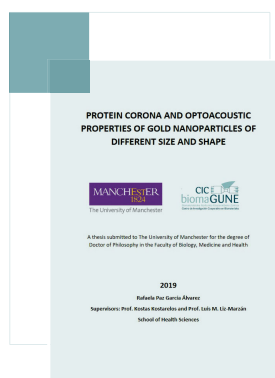 PROTEIN CORONA AND OPTOACOUSTIC
PROPERTIES OF GOLD NANOPARTICLES OF
DIFFERENT SIZE AND SHAPE
MANCHESTER
1824
The University of Manchester
CIC
biomaGUNE
A thesis submitted to The University of Manchester for the degree of
Doctor of Philosophy in the Faculty of Biology, Medicine and Health
2019
Rafaela Paz García Álvarez
Supervisors: Prof. Kostas Kostarelos and Prof. Luis M. Liz-Marzán
School of Health Sciences